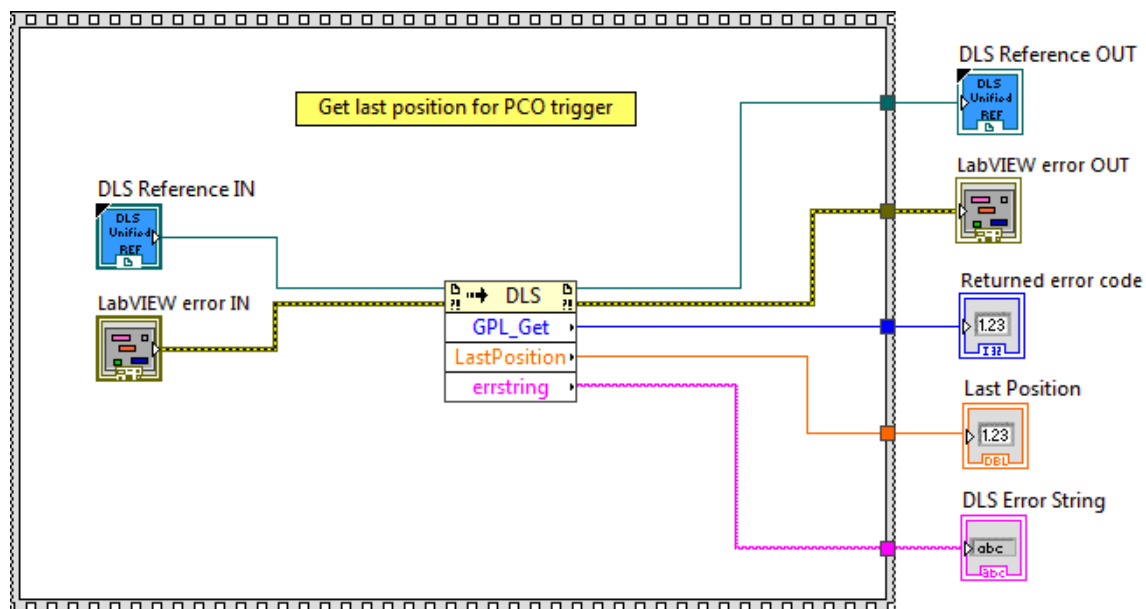 DLS Reference OUT
DLS
Unified
REF
Get last position for PCO trigger
LabVIEW error OUT
DLS Reference IN
DLS
Unified
REF
LabVIEW error IN
DLS
GPL_Get
LastPosition
errstring
Returned error code
1.23
I32
Last Position
1.23
DBL
DLS Error String
abc
abc